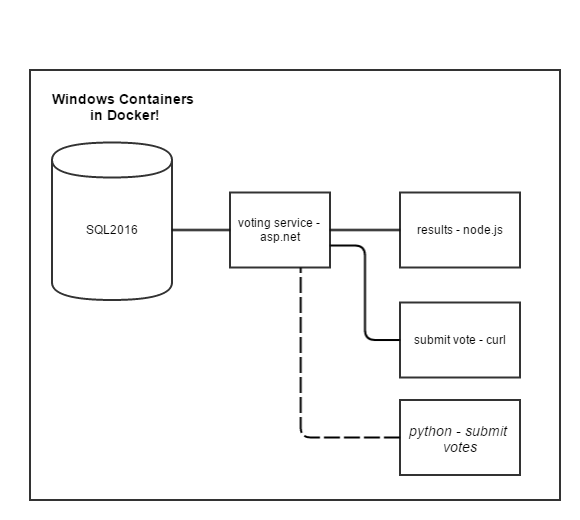 Windows Containers
in Docker!
SQL2016
voting service -
asp.net
results - node.js
submit vote - curl
python - submit
votes